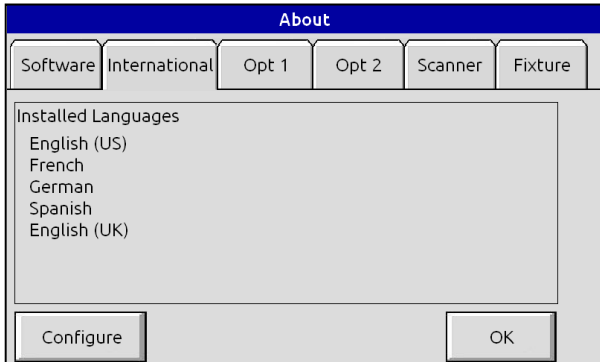 About
Software International Opt 1 Opt 2 Scanner Fixture
Installed Languages
English (US)
French
German
Spanish
English (UK)
Configure OK